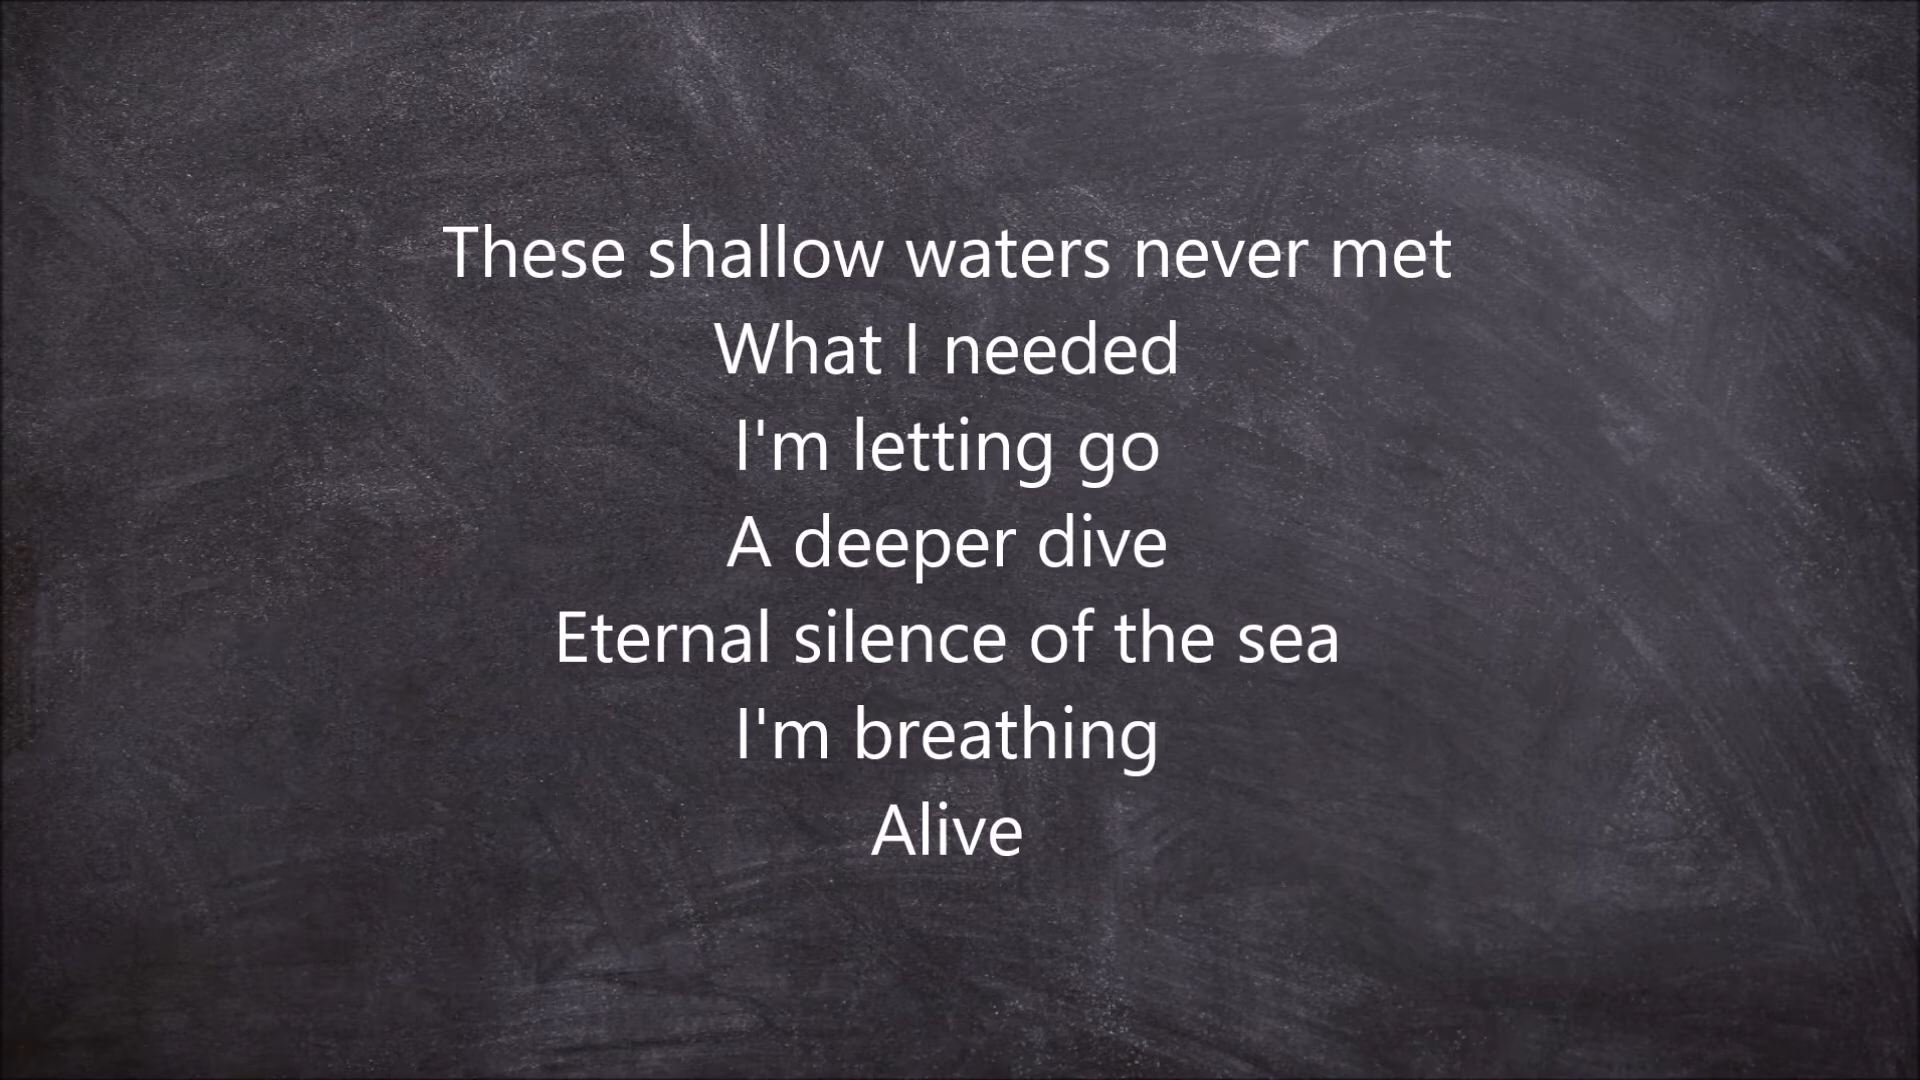 These shallow waters never met
What I needed
I'm letting go
A deeper dive
Eternal silence of the sea
I'm breathing
Alive